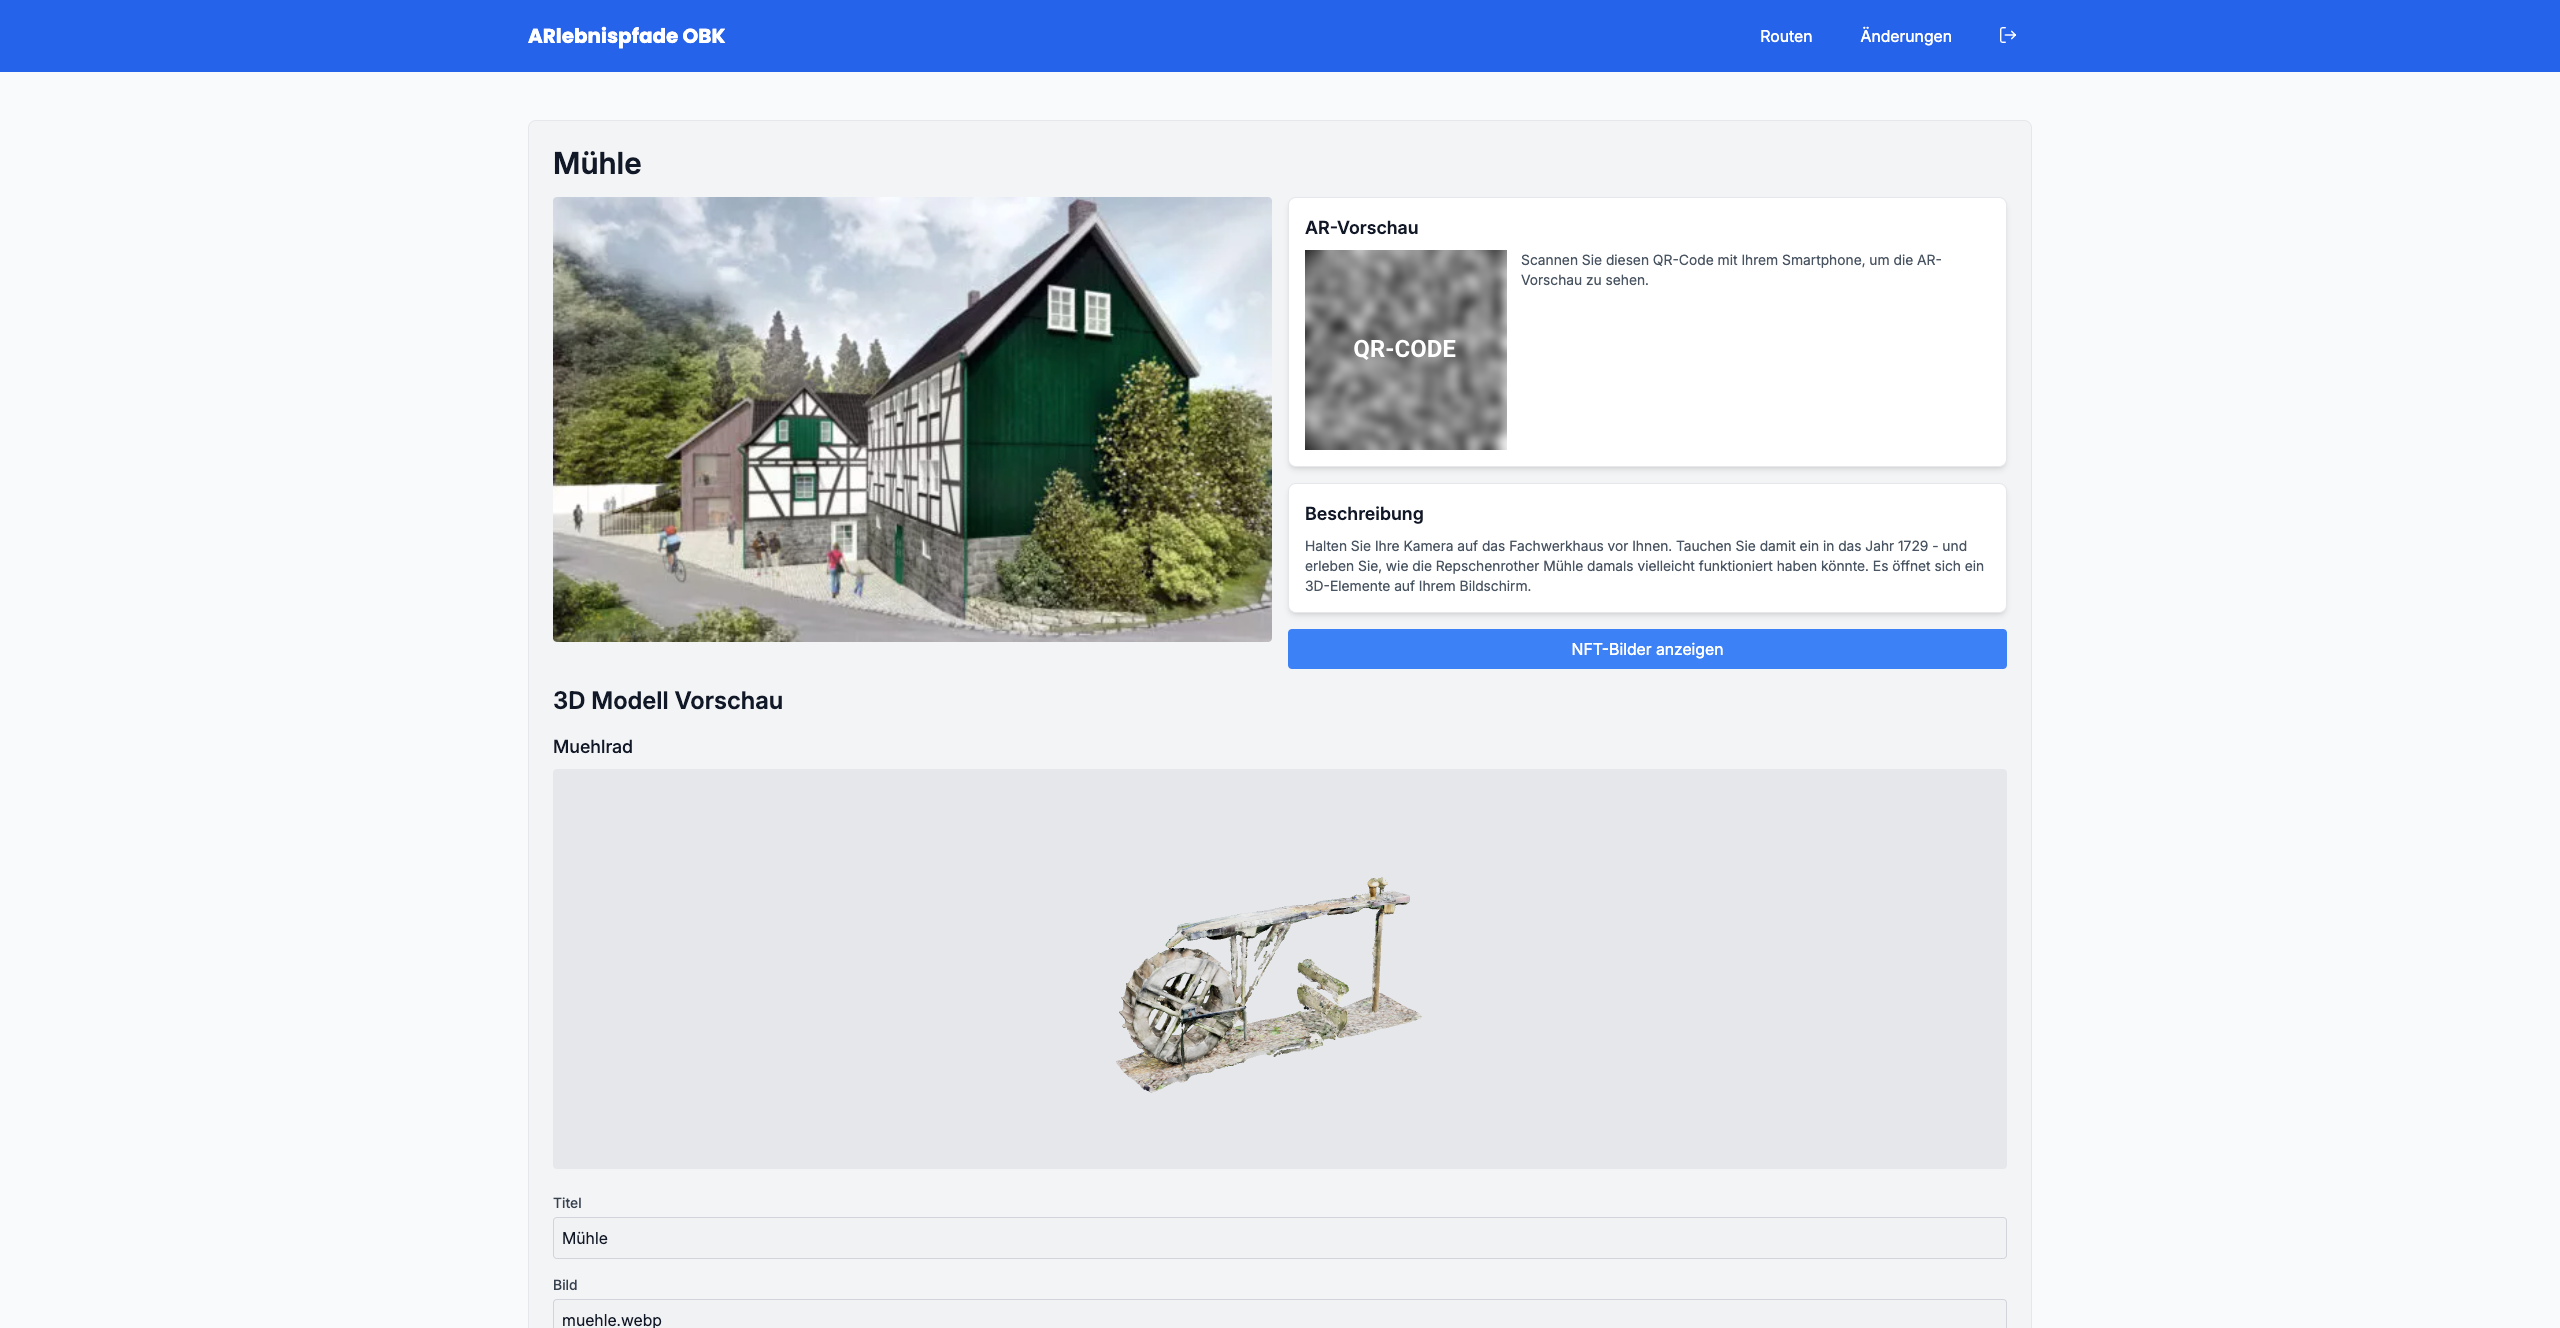 ARlebnispfade OBK
Routen
Änderungen
Mühle
AR-Vorschau
QR-CODE
Scannen Sie diesen QR-Code mit Ihrem Smartphone, um die AR-
Vorschau zu sehen.
Beschreibung
Halten Sie Ihre Kamera auf das Fachwerkhaus vor Ihnen. Tauchen Sie damit ein in das Jahr 1729 - und
erleben Sie, wie die Repschenrother Mühle damals vielleicht funktioniert haben könnte. Es öffnet sich ein
3D-Elemente auf Ihrem Bildschirm.
NFT-Bilder anzeigen
3D Modell Vorschau
Muehlrad
Titel
Mühle
Bild
muehle.webp